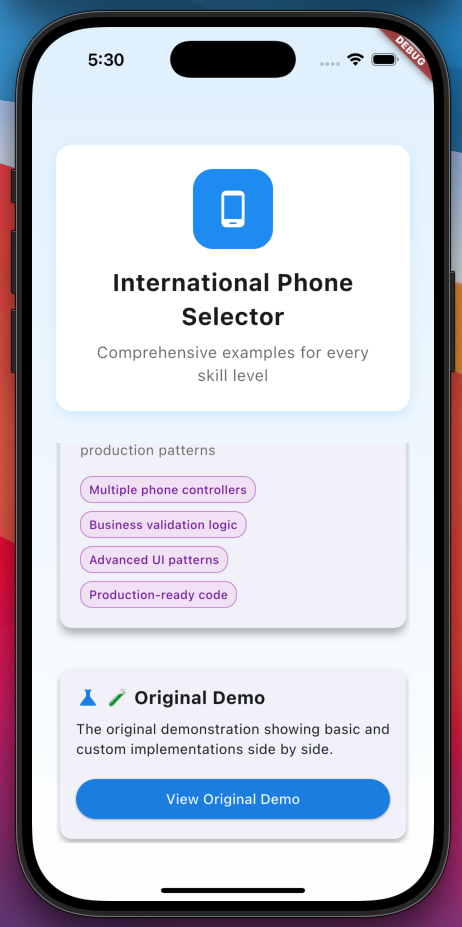 5:30
DEBUG
International Phone
Selector
Comprehensive examples for every
skill level
production patterns
Multiple phone controllers
Business validation logic
Advanced UI patterns
Production-ready code
Original Demo
The original demonstration showing basic and
custom implementations side by side.
View Original Demo